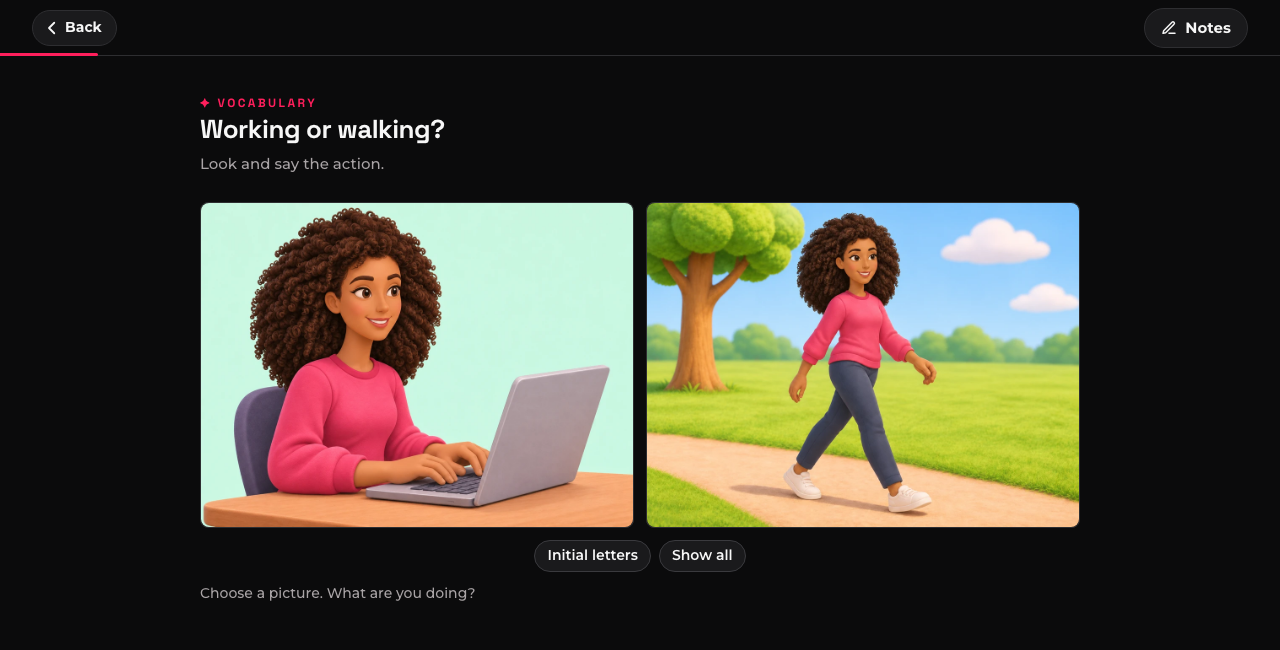 Back
Notes
VOCABULARY
Working or walking?
Look and say the action.
Initial letters
Show all
Choose a picture. What are you doing?